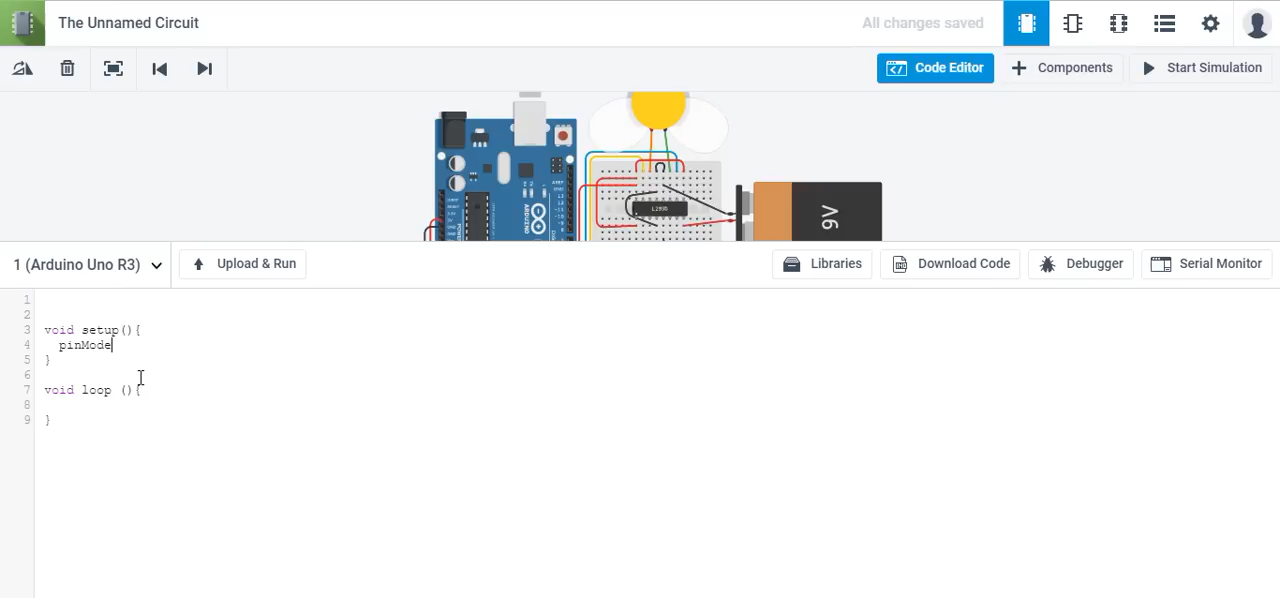 The Unnamed Circuit
All changes saved
Code Editor
Components
Start Simulation
ARDUINO
L293D
9V
1 (Arduino Uno R3)
Upload & Run
Libraries
Download Code
Debugger
Serial Monitor
1
2
3 void setup(){
4 pinMode
5 }
6
7 void loop (){
8
9 }